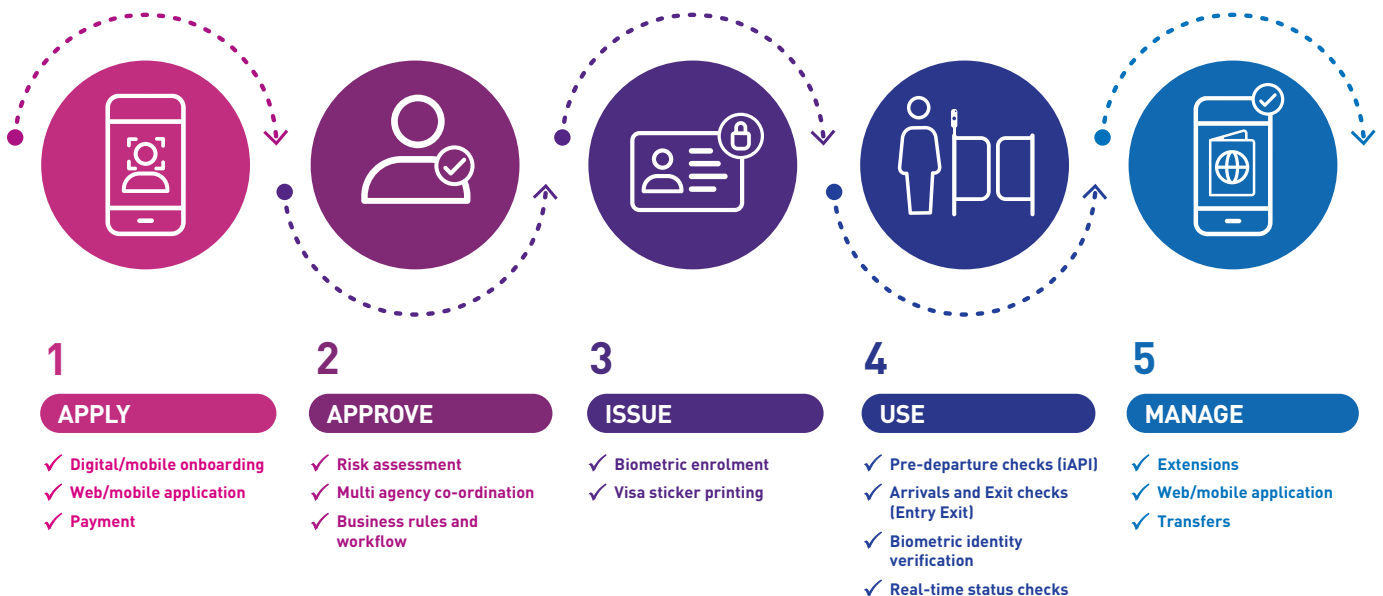 1
APPLY
Digital/mobile onboarding
Web/mobile application
Payment
2
APPROVE
Risk assessment
Multi agency co-ordination
Business rules and
workflow
3
ISSUE
Biometric enrolment
Visa sticker printing
4
USE
Pre-departure checks (iAPI)
Arrivals and Exit checks
(Entry Exit)
Biometric identity
verification
Real-time status checks
5
MANAGE
Extensions
Web/mobile application
Transfers